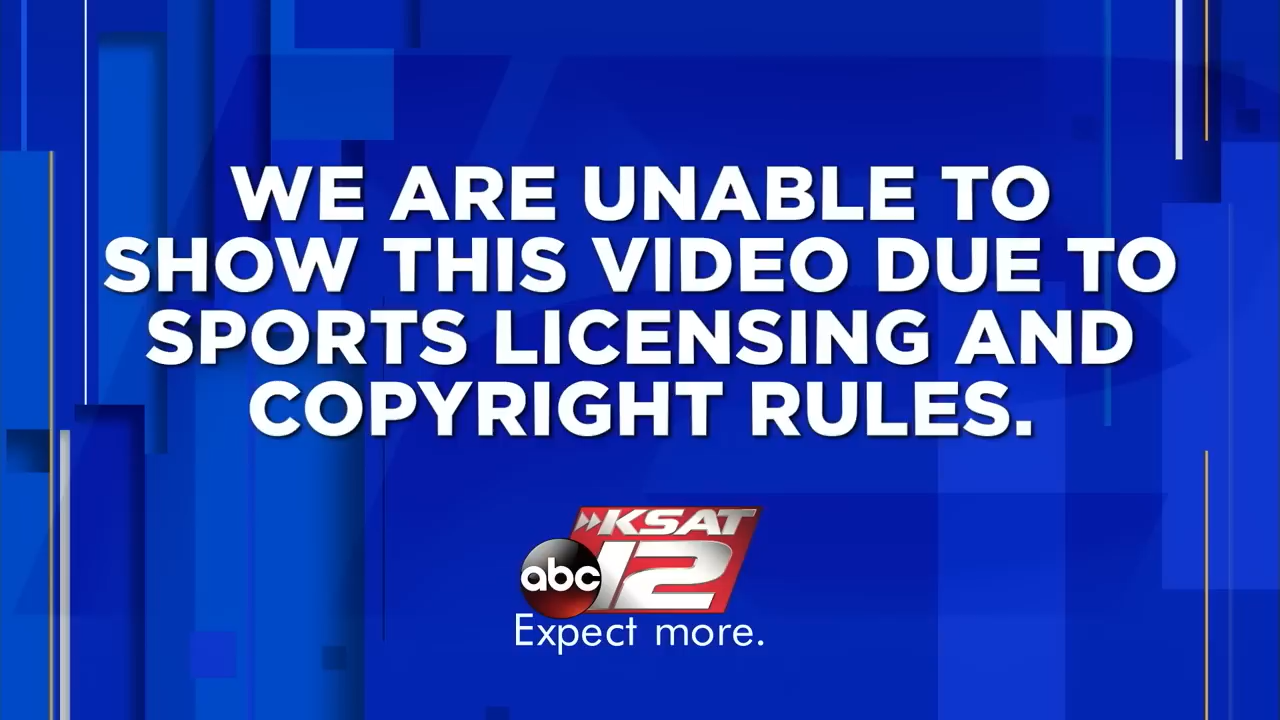 WE ARE UNABLE TO
SHOW THIS VIDEO DUE TO
SPORTS LICENSING AND
COPYRIGHT RULES.
KSAT
abc 12
Expect more.